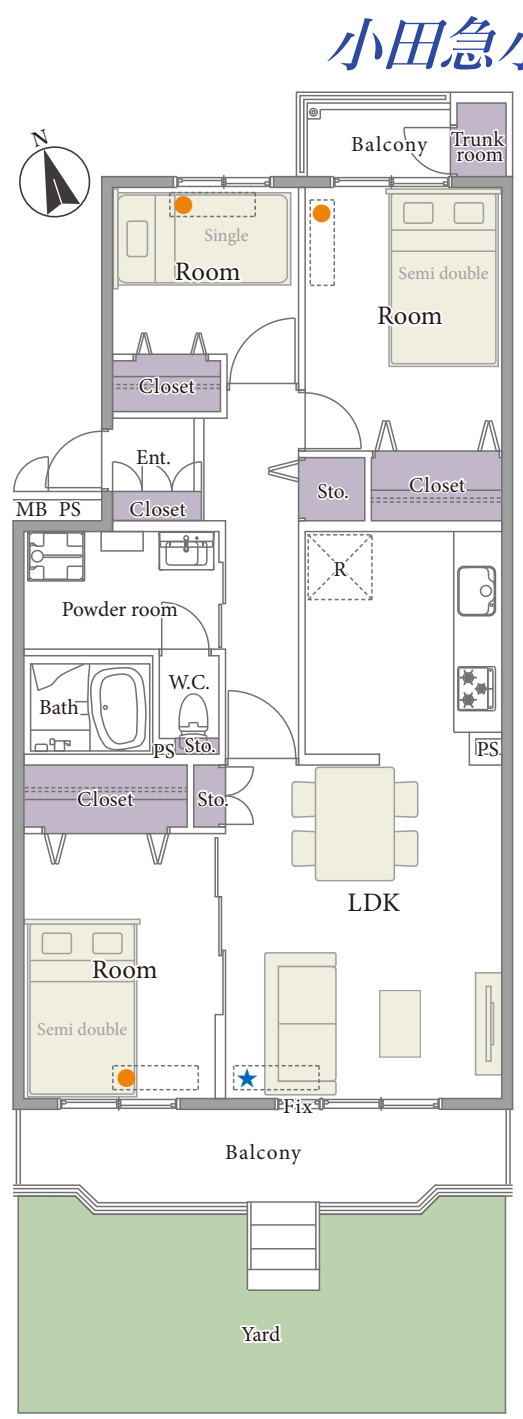 小田急小
N
Balcony
Trunk
room
Single
Room
Semi double
Room
Closet
Ent.
Sto.
Closet
Closet
MB PS
R
Powder room
W.C.
Bath
PS
Sto.
PS
Closet
Sto.
LDK
Room
Semi double
Fix
Balcony
Yard